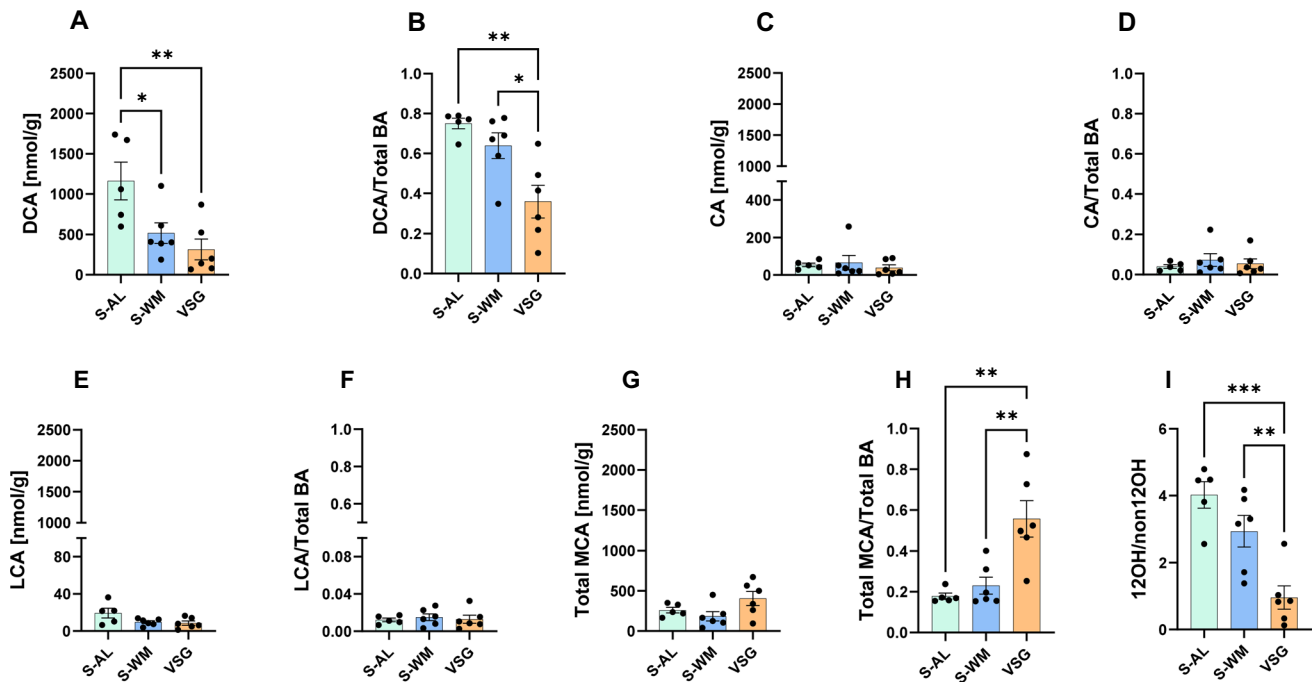 A
DCA [nmol/g]
2500
2000
1500
1000
500
0
**
*
S-AL
S-WM
VSG
B
DCA/Total BA
1.0
0.8
0.6
0.4
0.2
0.0
**
*
S-AL
S-WM
VSG
C
CA [nmol/g]
2500
2000
1500
1000
500
400
200
0
S-AL
S-WM
VSG
D
CA/Total BA
1.0
0.8
0.6
0.4
0.2
0.0
S-AL
S-WM
VSG
E
LCA [nmol/g]
2500
2000
1500
1000
80
40
0
S-AL
S-WM
VSG
F
LCA/Total BA
1.0
0.8
0.6
0.4
0.2
0.08
0.04
0.00
S-AL
S-WM
VSG
G
Total MCA [nmol/g]
2500
2000
1500
1000
500
0
S-AL
S-WM
VSG
H
Total MCA/Total BA
1.0
0.8
0.6
0.4
0.2
0.0
**
**
S-AL
S-WM
VSG
I
12OH/non12OH
6
4
2
0
***
**
S-AL
S-WM
VSG